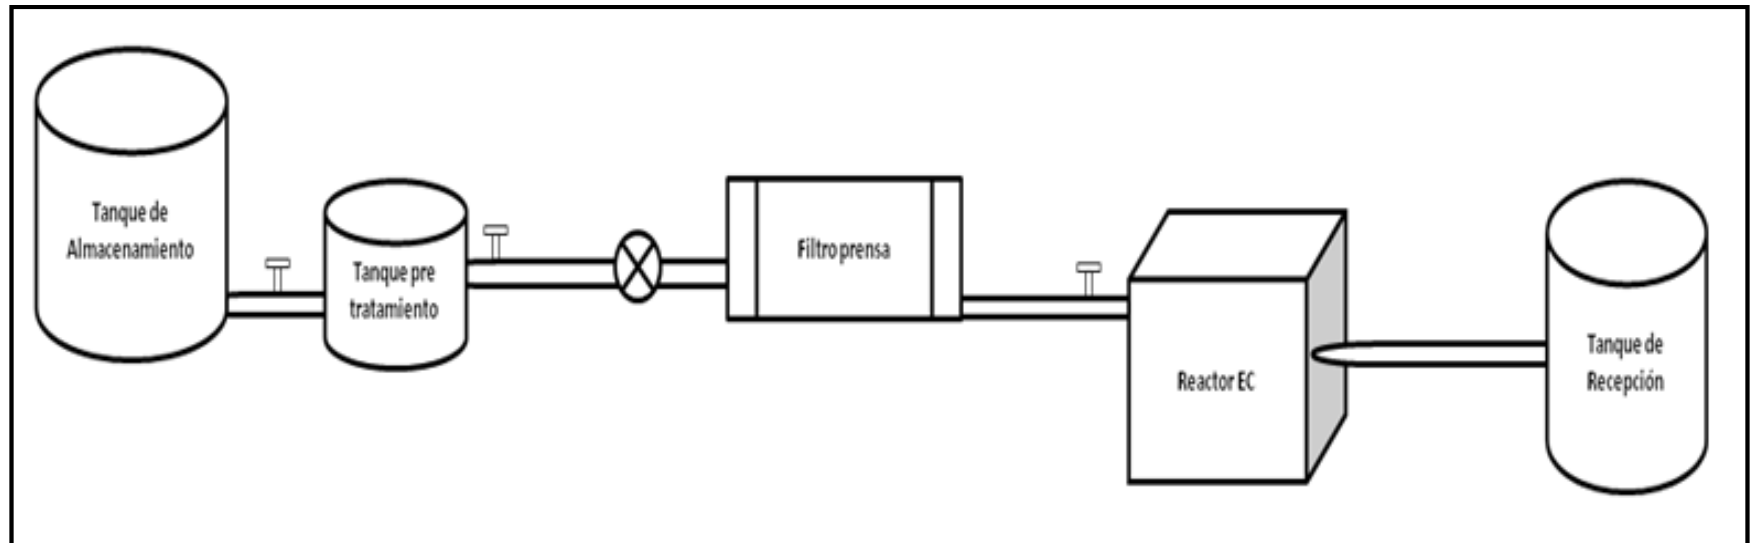 Tanque de
Almacenamiento
Tanque pre
tratamiento
Filtro prensa
Reactor EC
Tanque de
Recepción